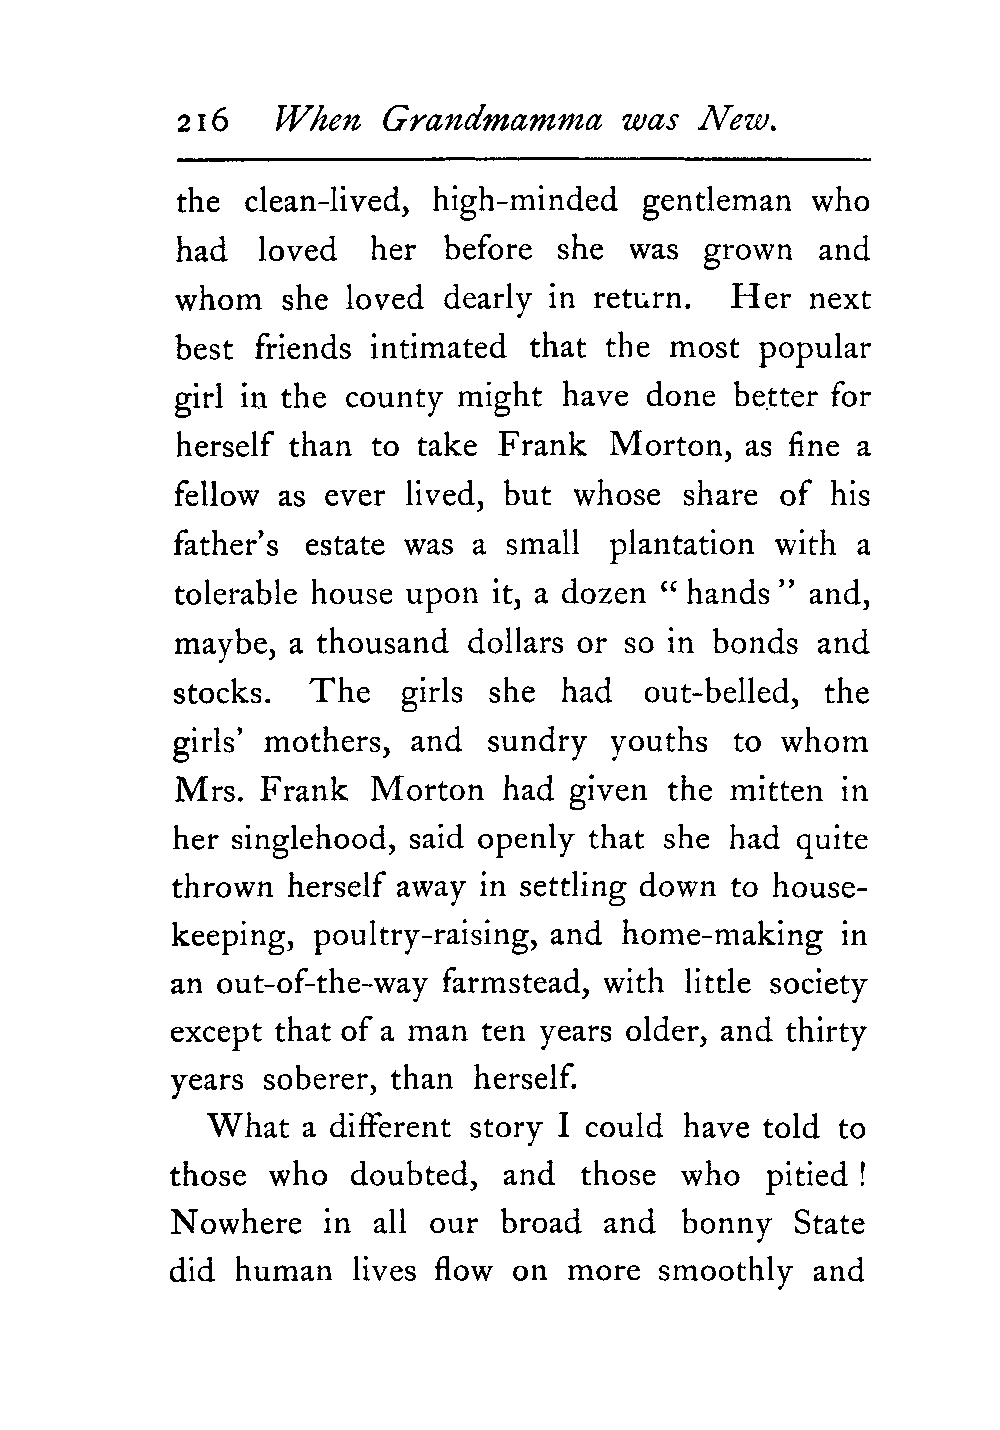 216 When Grandmamma was New.
the clean-lived, high-minded gentleman who
had loved her before she was grown and
whom she loved dearly in return. Her next
best friends intimated that the most popular
girl in the county might have done better for
herself than to take Frank Morton, as fine a
fellow as ever lived, but whose share of his
father's estate was a small plantation with a
tolerable house upon it, a dozen “ hands ” and,
maybe, a thousand dollars or so in bonds and
stocks. The girls she had out-belled, the
girls' mothers, and sundry youths to whom
Mrs. Frank Morton had given the mitten in
her singlehood, said openly that she had quite
thrown herself away in settling down to house-
keeping, poultry-raising, and home-making in
an out-of-the-way farmstead, with little society
except that of a man ten years older, and thirty
years soberer, than herself.
What a different story I could have told to
those who doubted, and those who pitied !
Nowhere in all our broad and bonny State
did human lives flow on more smoothly and